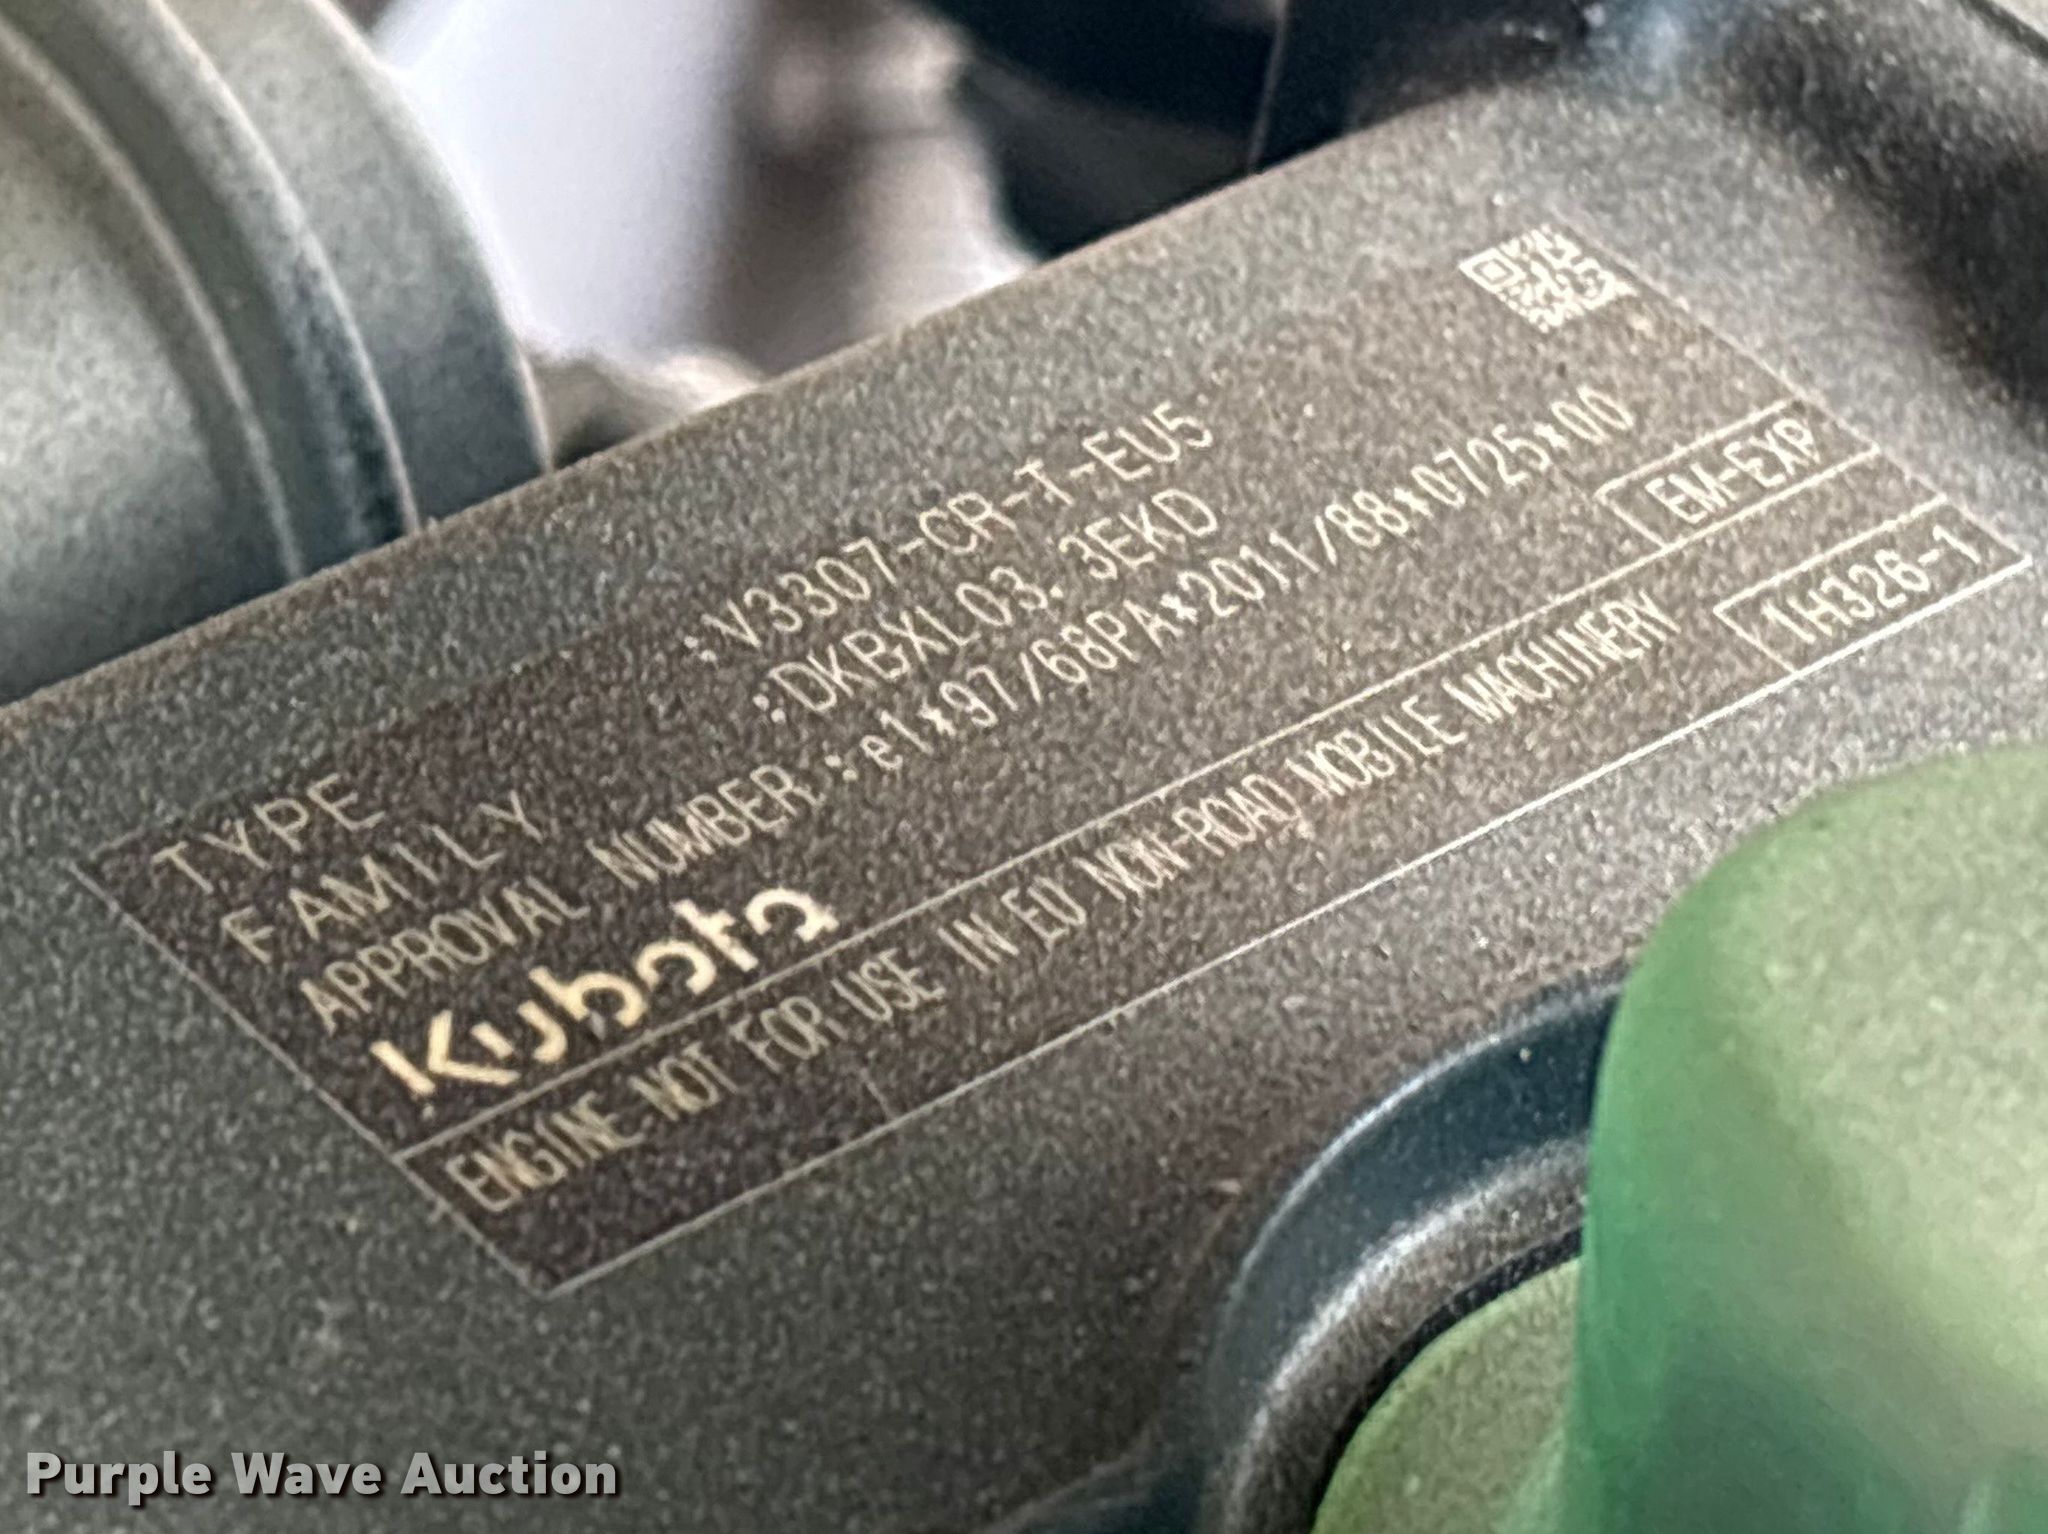 TYPE :V3307-CR-T-EU5
FAMILY :DKBXL03.3EKD
APPROVAL NUMBER :e1*97/68PA*2011/88*0725*00
Kubota
EM-EXP
ENGINE NOT FOR USE IN EU NON-ROAD MOBILE MACHINERY
1H326-1
Purple Wave Auction